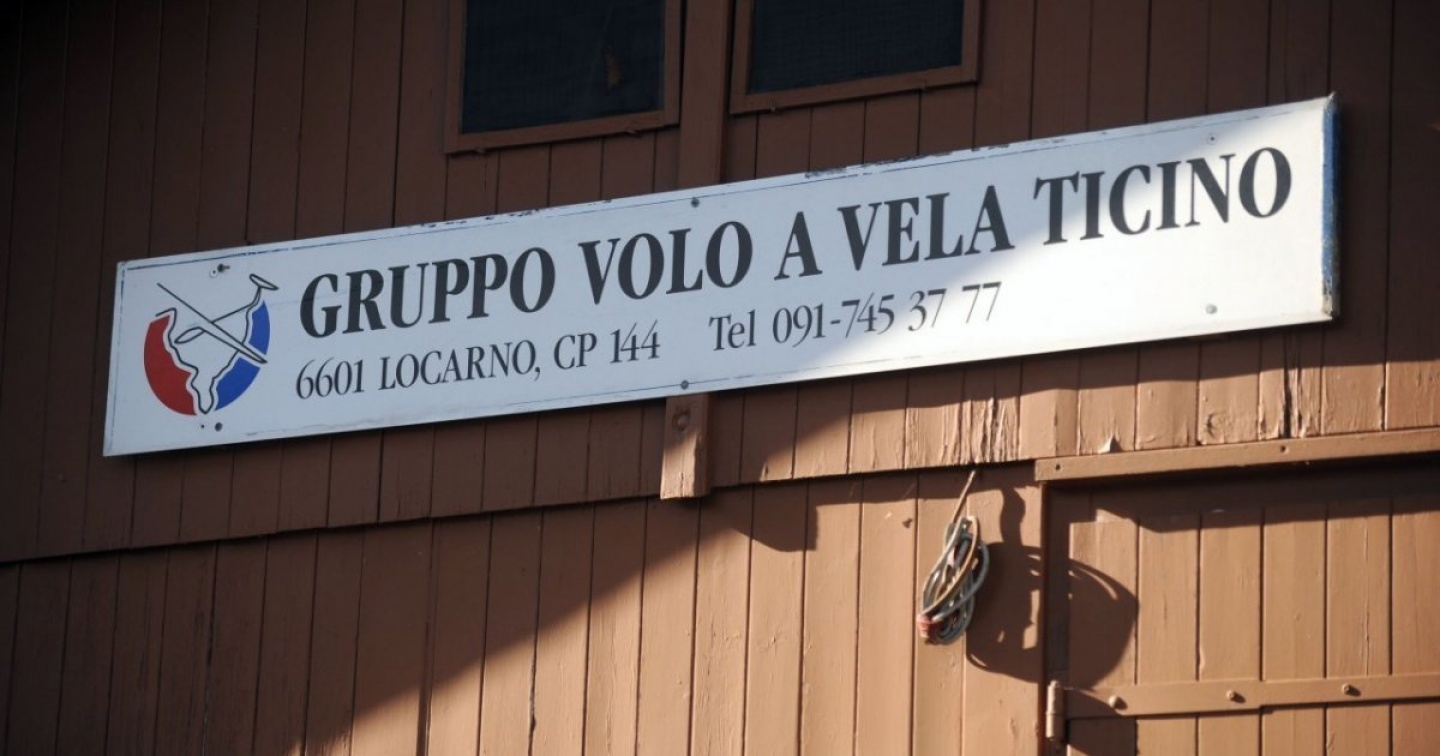 GRUPPO VOLO A VELA TICINO
6601 LOCARNO, CP 144 Tel 091-745 37 77